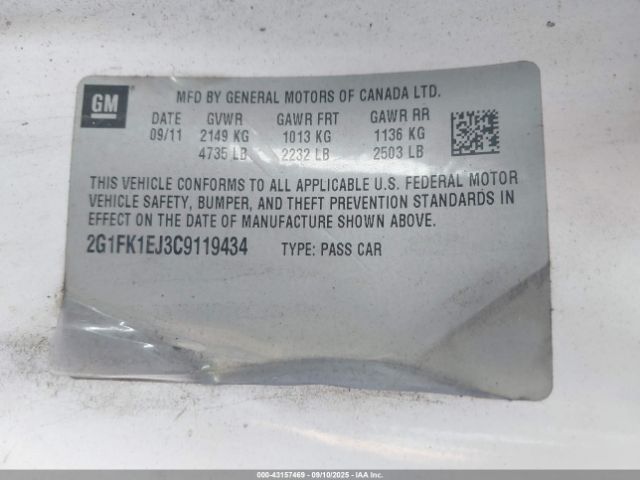 GM
MFD BY GENERAL MOTORS OF CANADA LTD.
DATE GVWR GAWR FRT GAWR RR
09/11 2149 KG 1013 KG 1136 KG
4735 LB 2232 LB 2503 LB
THIS VEHICLE CONFORMS TO ALL APPLICABLE U.S. FEDERAL MOTOR
VEHICLE SAFETY, BUMPER, AND THEFT PREVENTION STANDARDS IN
EFFECT ON THE DATE OF MANUFACTURE SHOWN ABOVE.
2G1FK1EJ3C9119434 TYPE: PASS CAR
000-43157469 - 09/10/2025 - IAA Inc.